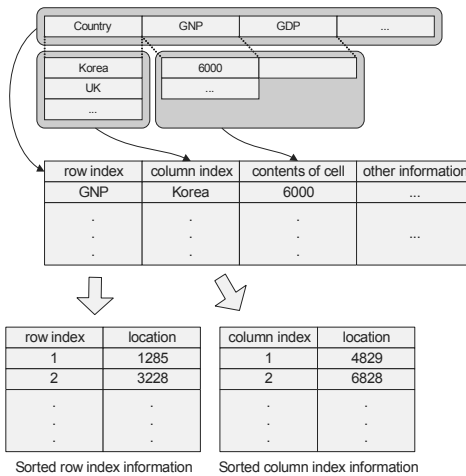 Country GNP GDP ...
Korea 6000
UK ...
...
row index column index contents of cell other information
GNP Korea 6000 ...
. . .
. . . ...
. . .
row index location column index location
1 1285 1 4829
2 3228 2 6828
. . . .
. . . .
. . . .
Sorted row index information Sorted column index information